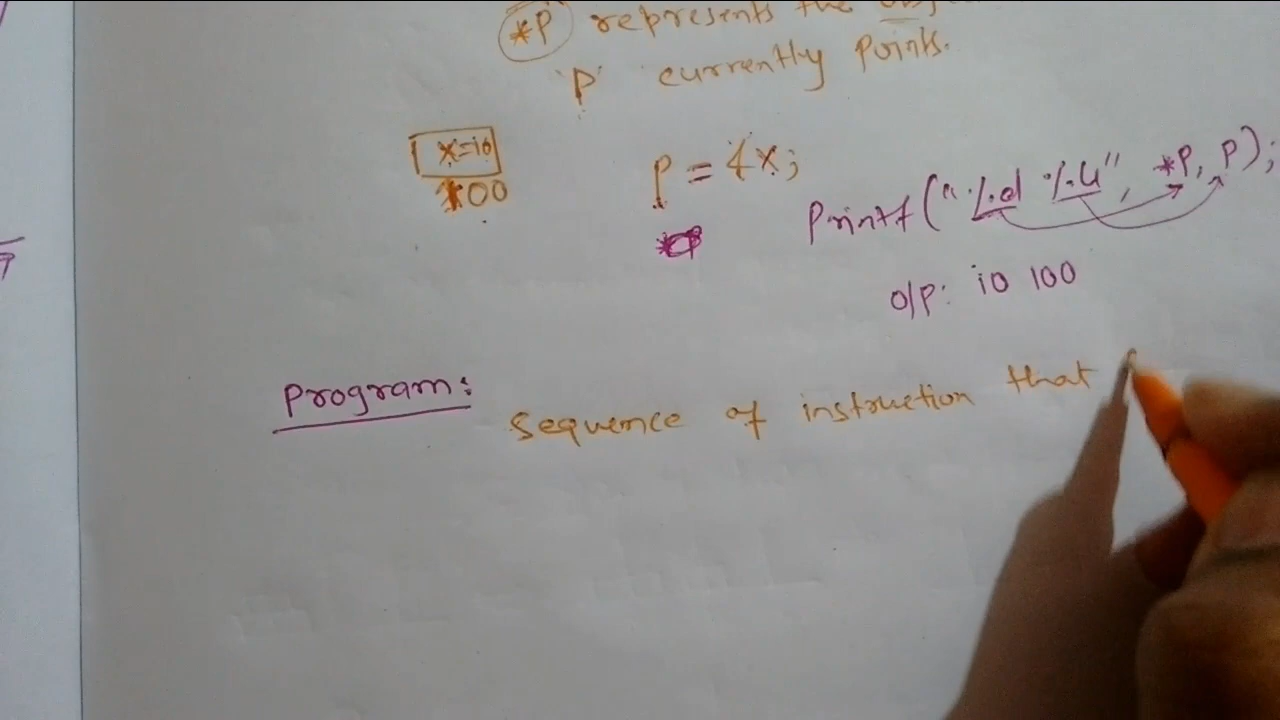 *P represents the
'P' currently points.
x=10
100
P = &x;
Printf("%d %u", *P, P);
*P
O/P: 10 100
Program:
Sequence of instruction that